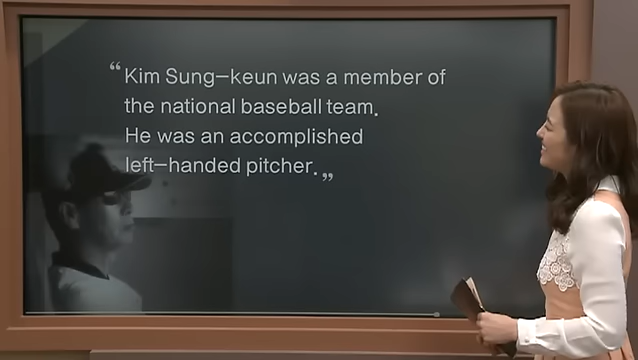 “Kim Sung-keun was a member of
the national baseball team.
He was an accomplished
left-handed pitcher.”